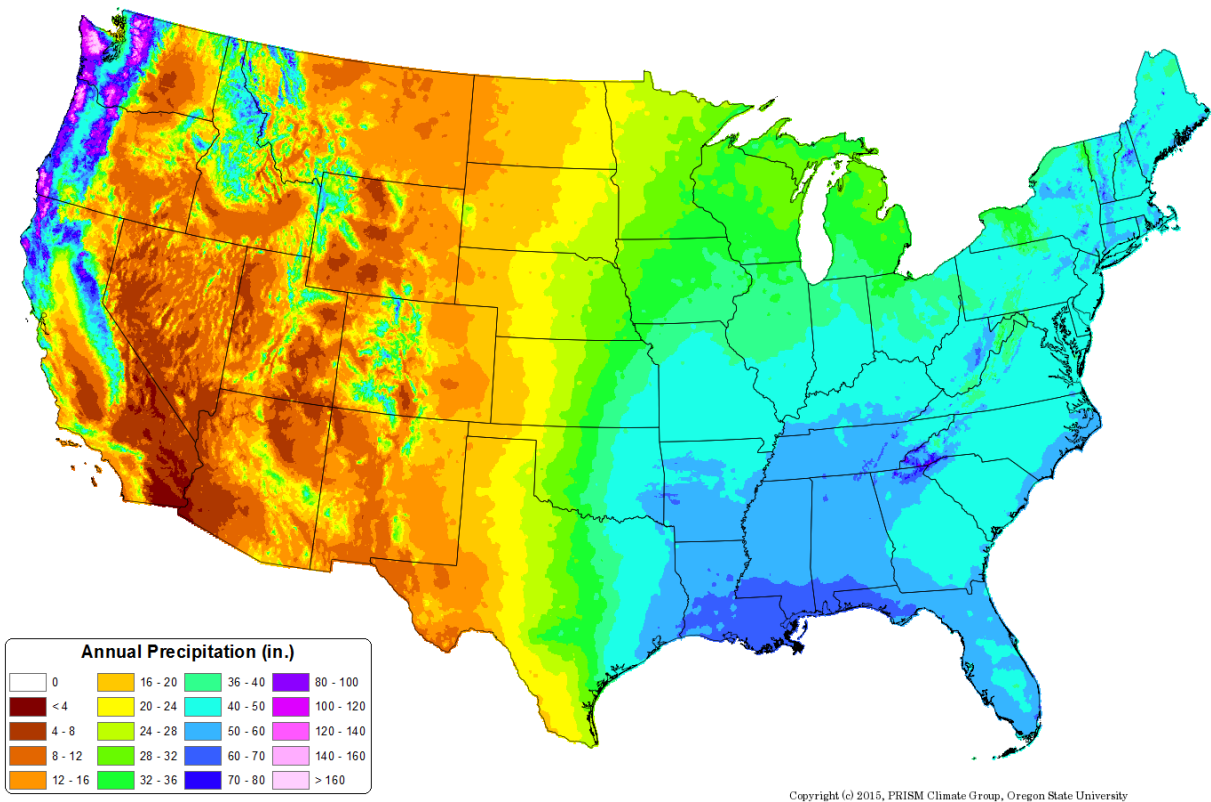 Annual Precipitation (in.)
0 16 - 20 36 - 40 80 - 100
< 4 20 - 24 40 - 50 100 - 120
4 - 8 24 - 28 50 - 60 120 - 140
8 - 12 28 - 32 60 - 70 140 - 160
12 - 16 32 - 36 70 - 80 > 160
Copyright (c) 2015, PRISM Climate Group, Oregon State University